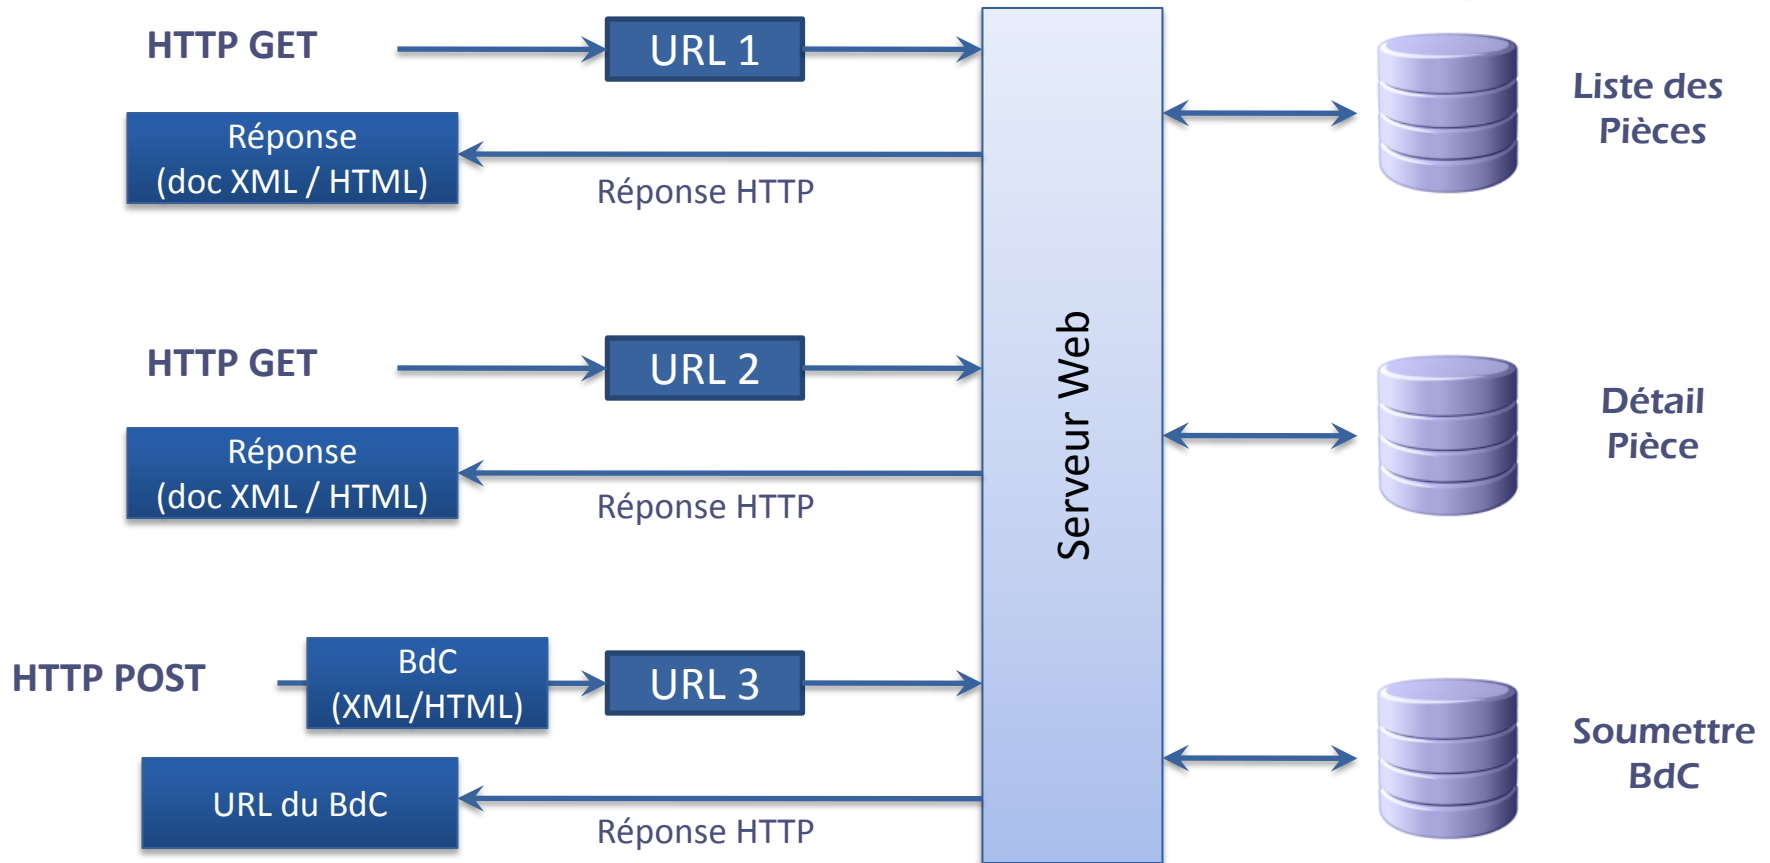 HTTP GET
URL 1
Réponse
(doc XML / HTML)
Réponse HTTP
Liste des
Pièces
HTTP GET
URL 2
Réponse
(doc XML / HTML)
Réponse HTTP
Serveur Web
Détail
Pièce
HTTP POST
BdC
(XML/HTML)
URL 3
URL du BdC
Réponse HTTP
Soumettre
BdC